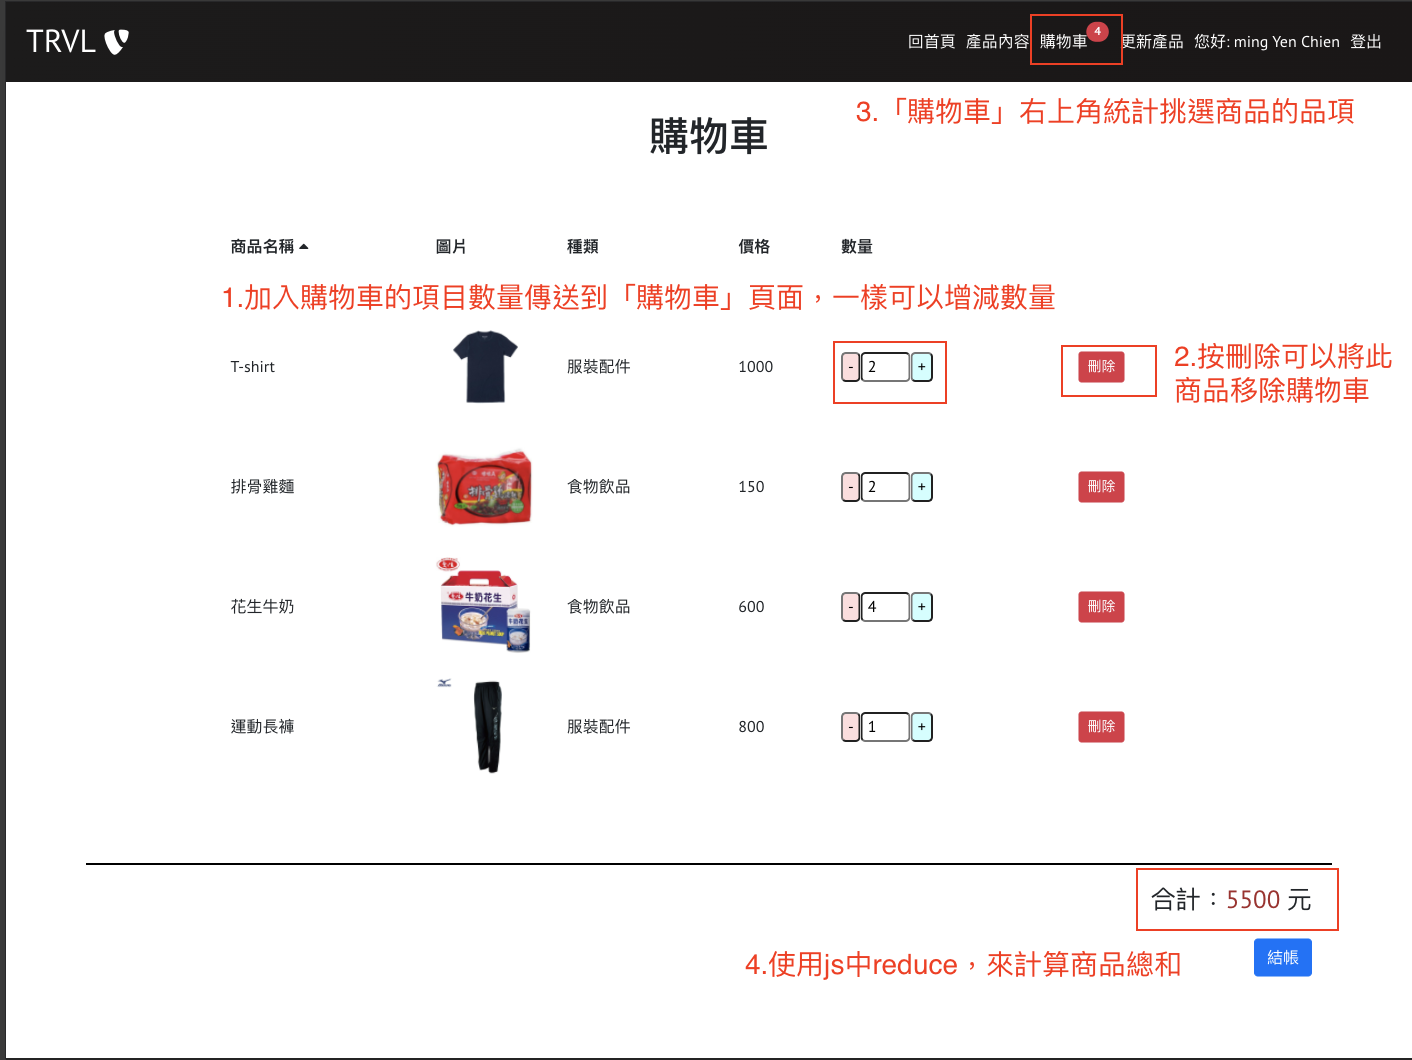 TRVL
回首頁 產品內容 購物車 4 更新產品 您好: ming Yen Chien 登出
3.「購物車」右上角統計挑選商品的品項
購物車
商品名稱 圖片 種類 價格 數量
1.加入購物車的項目數量傳送到「購物車」頁面，一樣可以增減數量
T-shirt 服裝配件 1000 - 2 + 刪除
2.按刪除可以將此
商品移除購物車
排骨雞麵 食物飲品 150 - 2 + 刪除
花生牛奶 食物飲品 600 - 4 + 刪除
牛奶花生
運動長褲 服裝配件 800 - 1 + 刪除
合計：5500 元
4.使用js中reduce，來計算商品總和
結帳